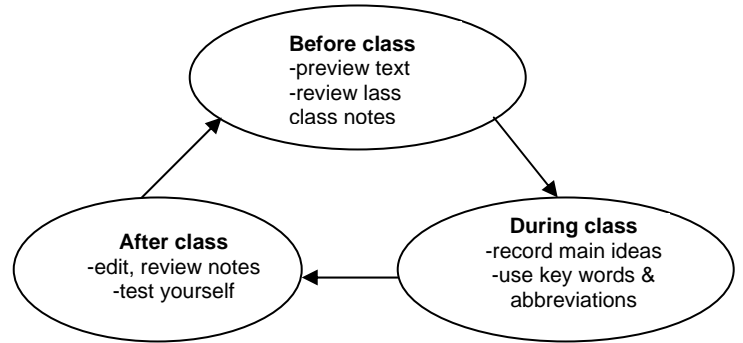 Before class
-preview text
-review lass
class notes
During class
-record main ideas
-use key words &
abbreviations
After class
-edit, review notes
-test yourself